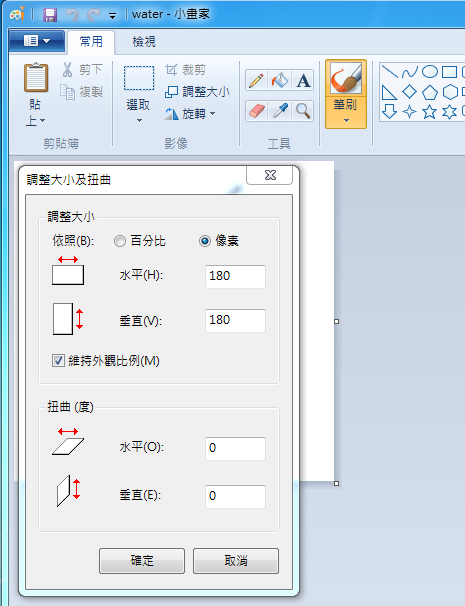 water - 小畫家
常用
檢視
貼
上
剪下
複製
剪貼簿
選取
裁剪
調整大小
旋轉
影像
A
工具
筆刷
調整大小及扭曲
調整大小
依照(B):
百分比
像素
水平(H):
180
垂直(V):
180
維持外觀比例(M)
扭曲 (度)
水平(O):
0
垂直(E):
0
確定
取消